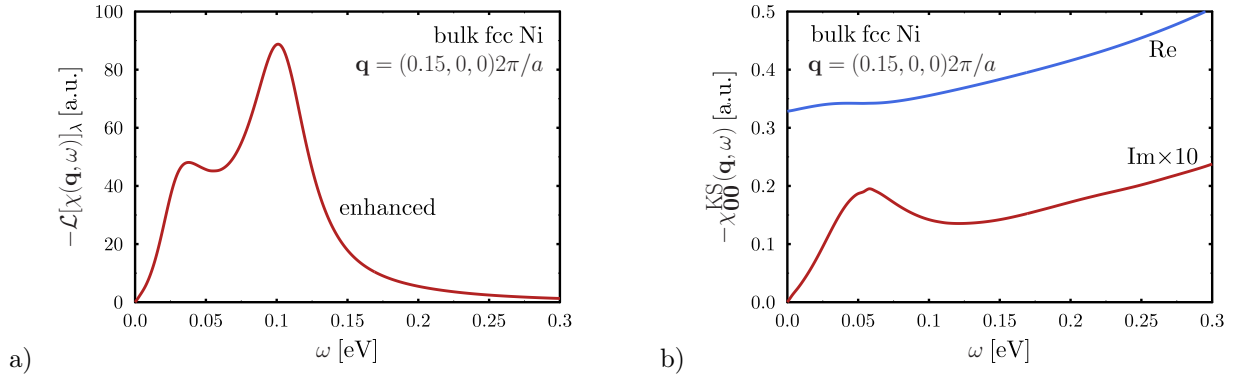 100
80
60
40
20
0
0.0
0.05
0.1
0.15
0.2
0.25
0.3
−𝓛[χ(𝐪, ω)]λ [a.u.]
ω [eV]
bulk fcc Ni
𝐪 = (0.15, 0, 0)2π/a
enhanced
a)
0.5
0.4
0.3
0.2
0.1
0.0
0.0
0.05
0.1
0.15
0.2
0.25
0.3
−χ𝟎𝟎^KS(𝐪, ω) [a.u.]
ω [eV]
bulk fcc Ni
𝐪 = (0.15, 0, 0)2π/a
Re
Im×10
b)